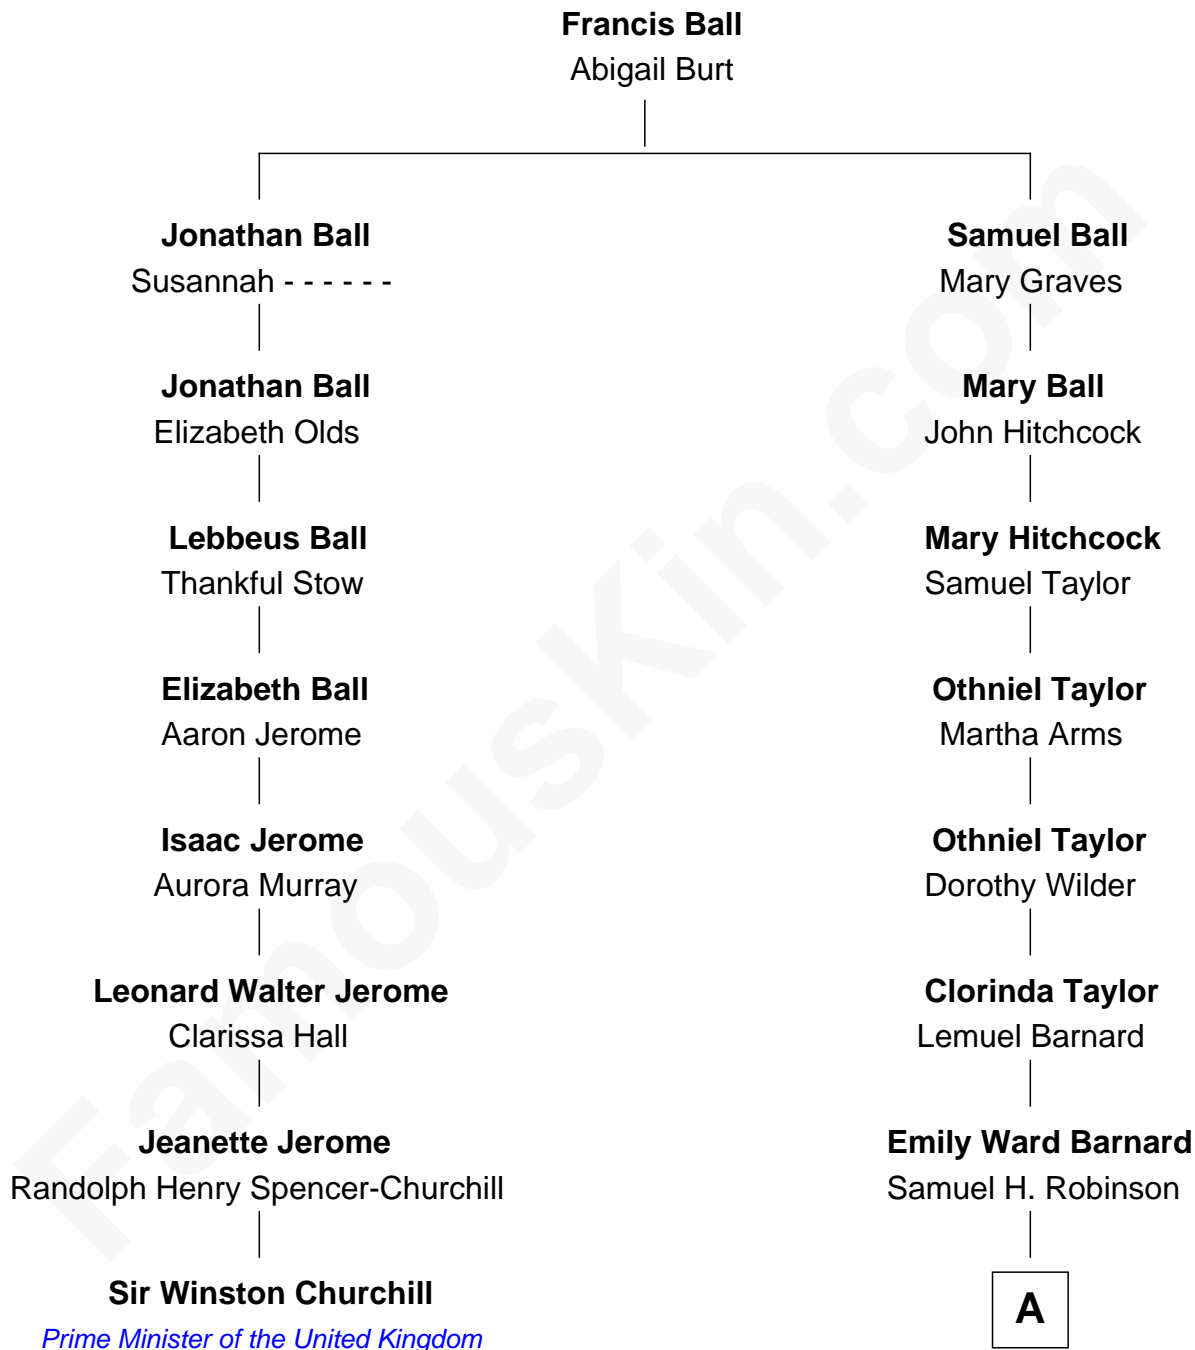 Francis Ball
Abigail Burt
Jonathan Ball
Susannah - - - - - -
Samuel Ball
Mary Graves
Jonathan Ball
Elizabeth Olds
Mary Ball
John Hitchcock
Lebbeus Ball
Thankful Stow
Mary Hitchcock
Samuel Taylor
Elizabeth Ball
Aaron Jerome
Othniel Taylor
Martha Arms
Isaac Jerome
Aurora Murray
Othniel Taylor
Dorothy Wilder
Leonard Walter Jerome
Clarissa Hall
Clorinda Taylor
Lemuel Barnard
Jeanette Jerome
Randolph Henry Spencer-Churchill
Emily Ward Barnard
Samuel H. Robinson
Sir Winston Churchill
Prime Minister of the United Kingdom
A
FamousKin.com